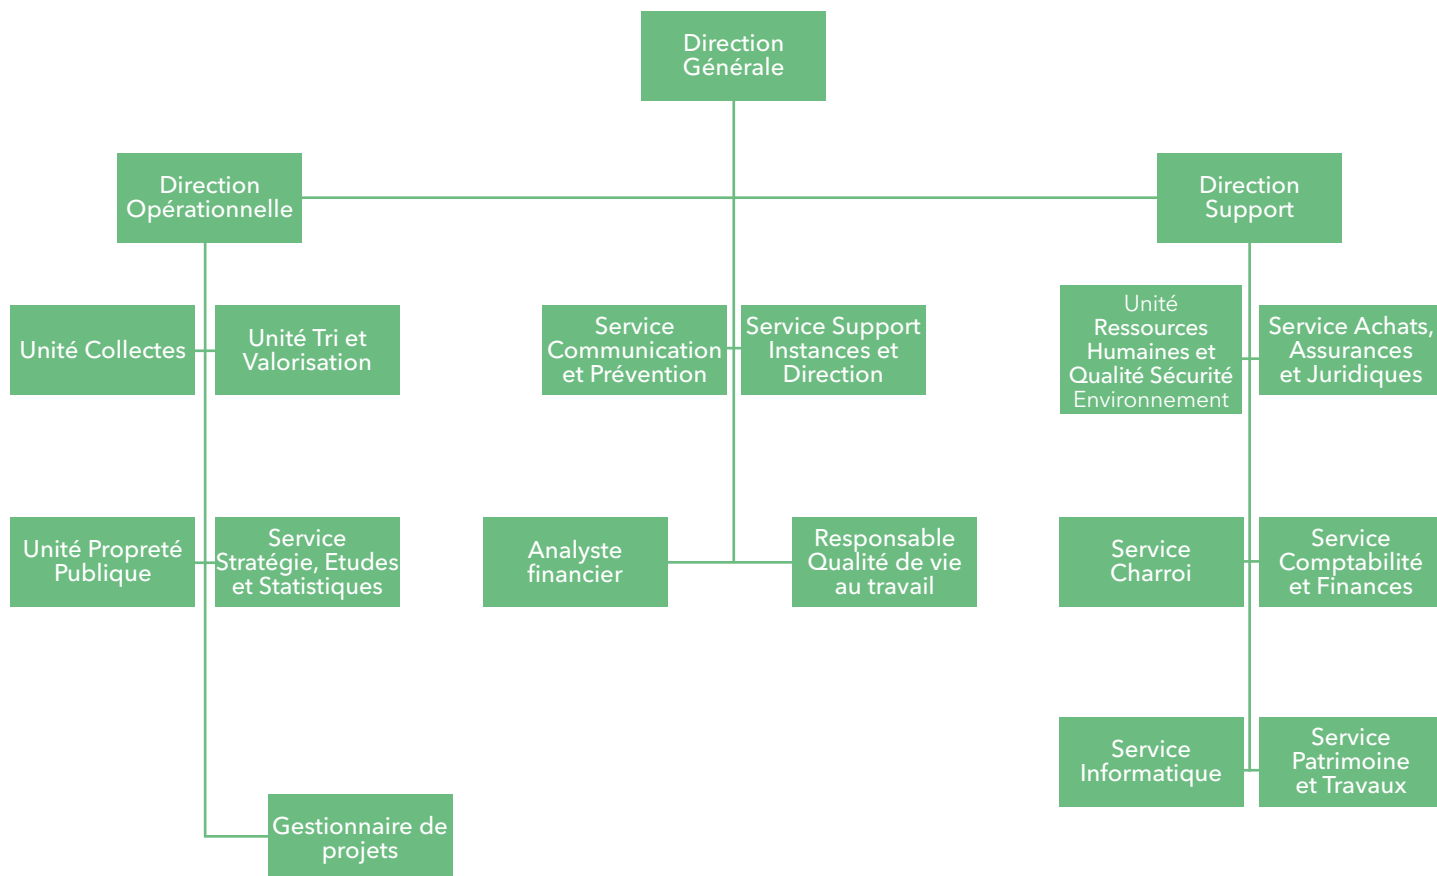 Direction
Générale
Direction
Opérationnelle
Direction
Support
Unité Collectes
Unité Tri et
Valorisation
Service
Communication
et Prévention
Service Support
Instances et
Direction
Unité
Ressources
Humaines et
Qualité Sécurité
Environnement
Service Achats,
Assurances
et Juridiques
Unité Propreté
Publique
Service
Stratégie, Etudes
et Statistiques
Analyste
financier
Responsable
Qualité de vie
au travail
Service
Charroi
Service
Comptabilité
et Finances
Service
Informatique
Service
Patrimoine
et Travaux
Gestionnaire de
projets